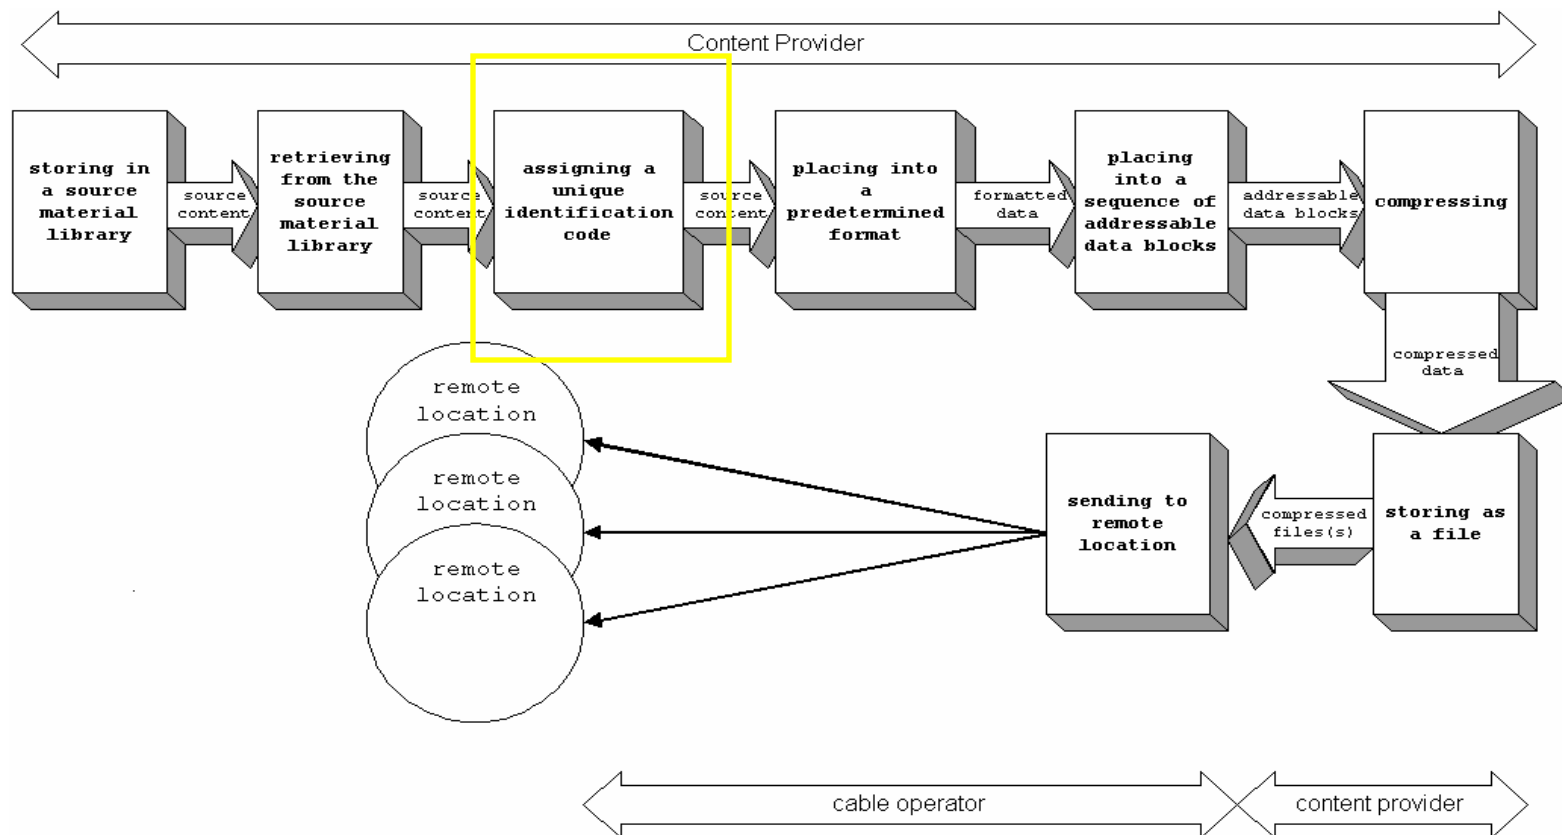 Content Provider
storing in
a source
material
library
source
content
retrieving
from the
source
material
library
source
content
assigning a
unique
identification
code
source
content
placing into
a
predetermined
format
formatted
data
placing
into a
sequence of
addressable
data blocks
addressable
data blocks
compressing
compressed
data
storing as
a file
compressed
files(s)
sending to
remote
location
remote
location
remote
location
remote
location
cable operator
content provider